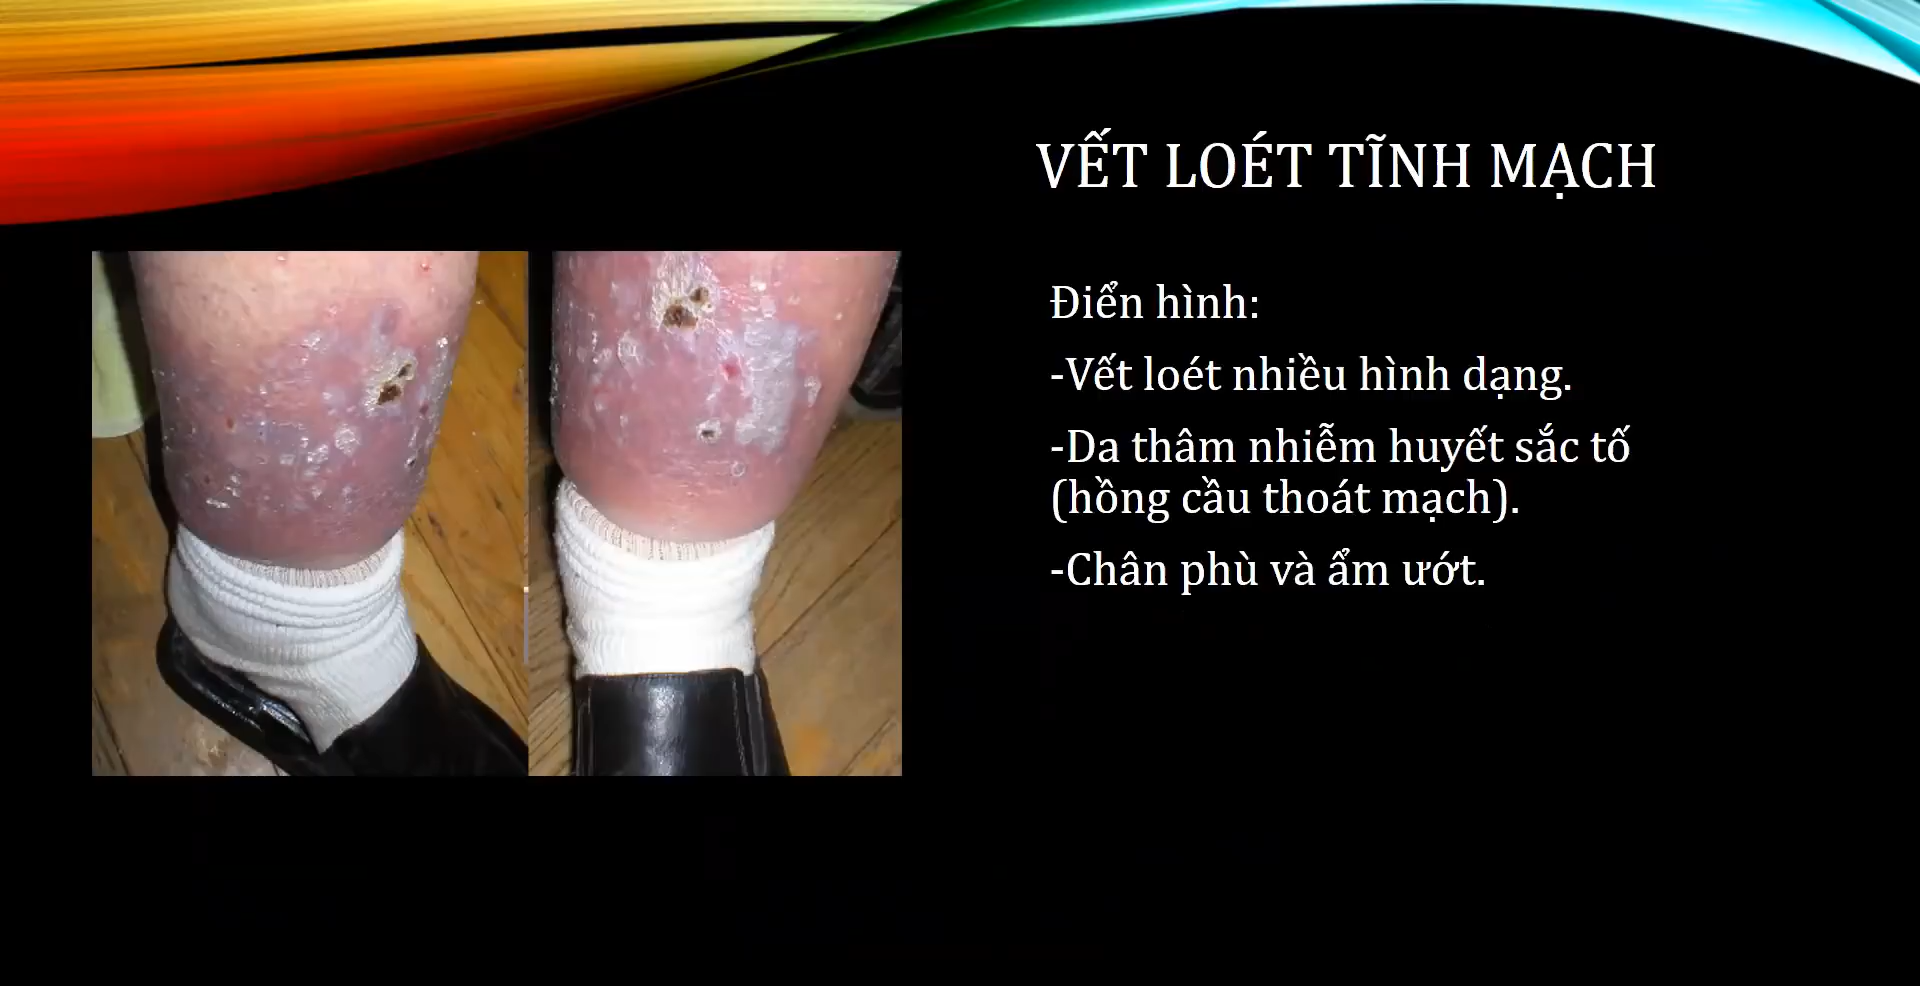 VẾT LOÉT TĨNH MẠCH
Điển hình:
-Vết loét nhiều hình dạng.
-Da thâm nhiễm huyết sắc tố
(hồng cầu thoát mạch).
-Chân phù và ẩm ướt.